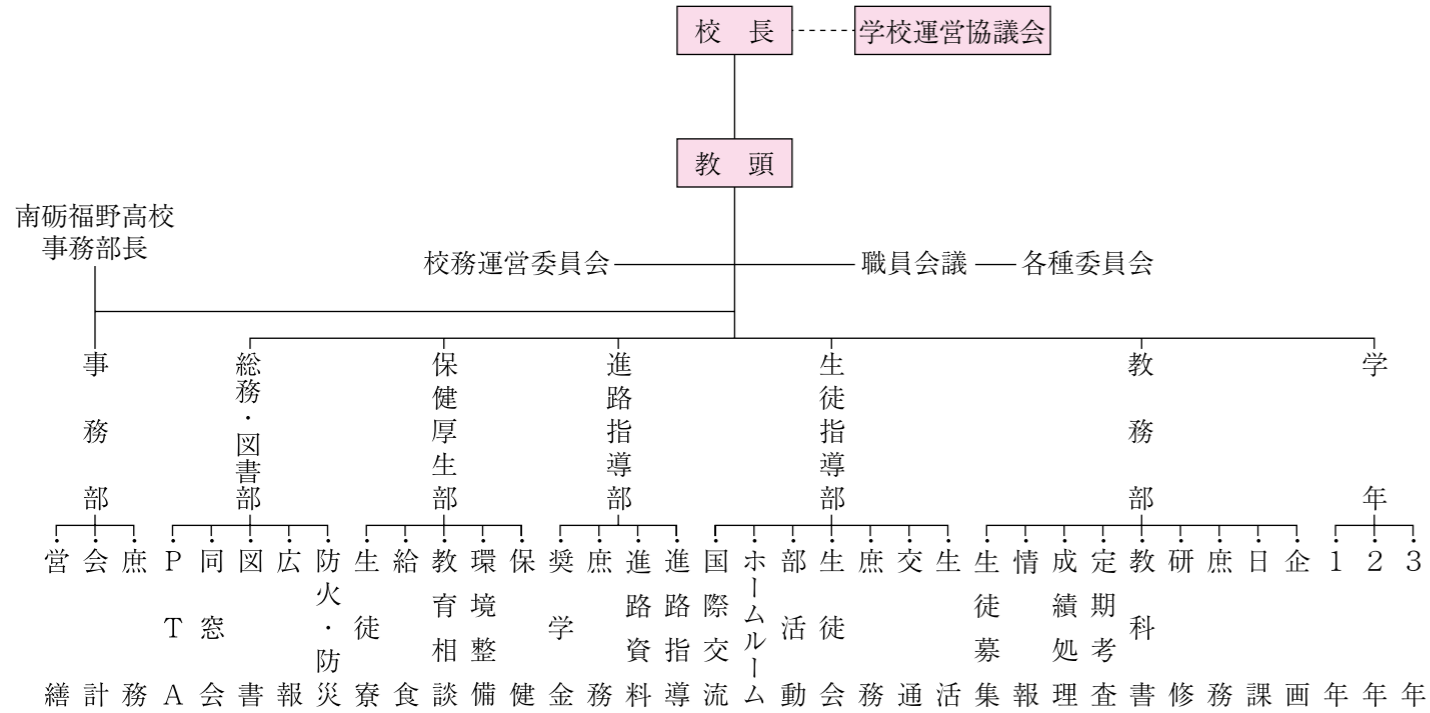 校長
学校運営協議会
教頭
南砺福野高校
事務部長
校務運営委員会
職員会議
各種委員会
事務部
総務・図書部
保健厚生部
進路指導部
生徒指導部
教務部
学年
営繕
会計
庶務
PTA
同窓会
図書
広報
防火・防災
生徒寮
給食
教育相談
環境整備
保健
奨学金
庶務
進路資料
進路指導
国際交流
ホームルーム
部活動
生徒会
庶務
交通
生活
生徒募集
情報
成績処理
定期考査
教科書
研修
庶務
日課
企画
1年
2年
3年